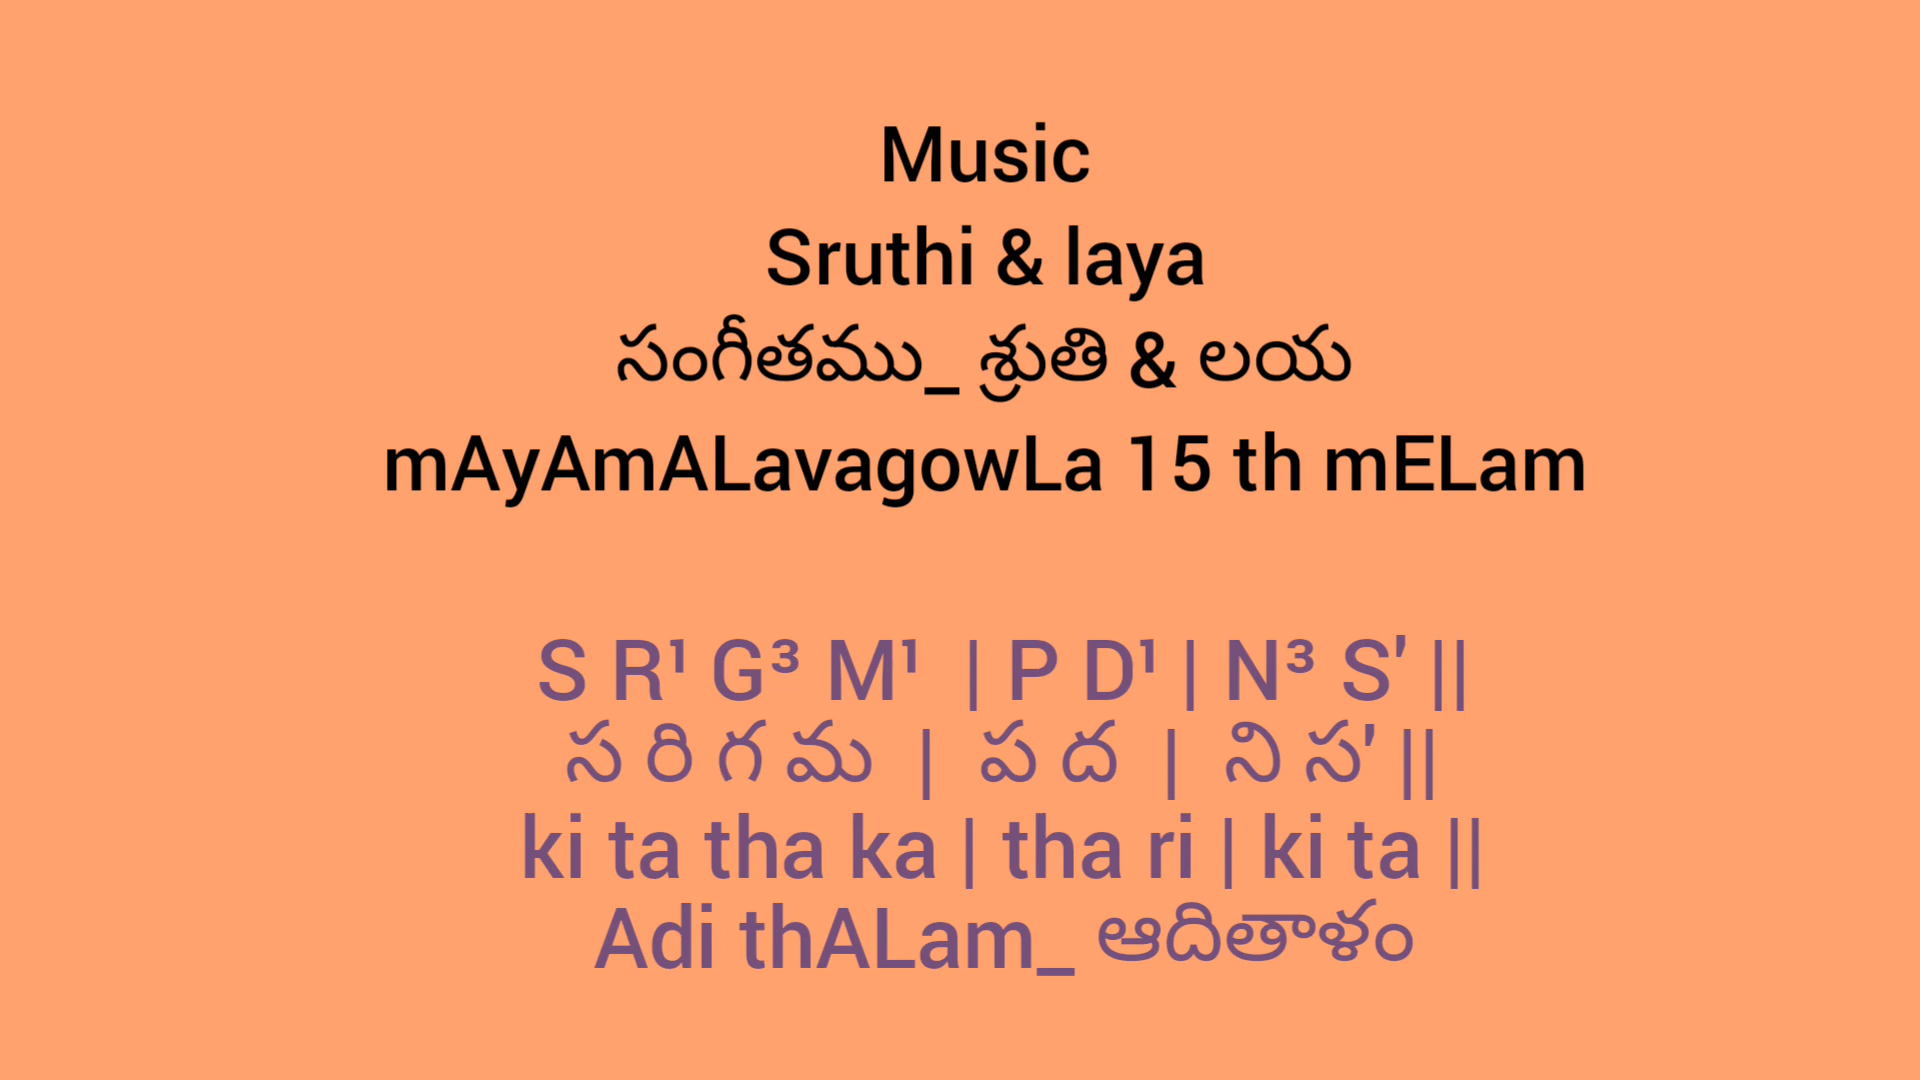 Music
Sruthi & laya
సంగీతము_ శ్రుతి & లయ
mAyAmALavagowLa 15 th mELam
S R¹ G³ M¹ | P D¹ | N³ S' ||
స రి గ మ | ప ద | ని స' ||
ki ta tha ka | tha ri | ki ta ||
Adi thALam_ ఆదితాళం